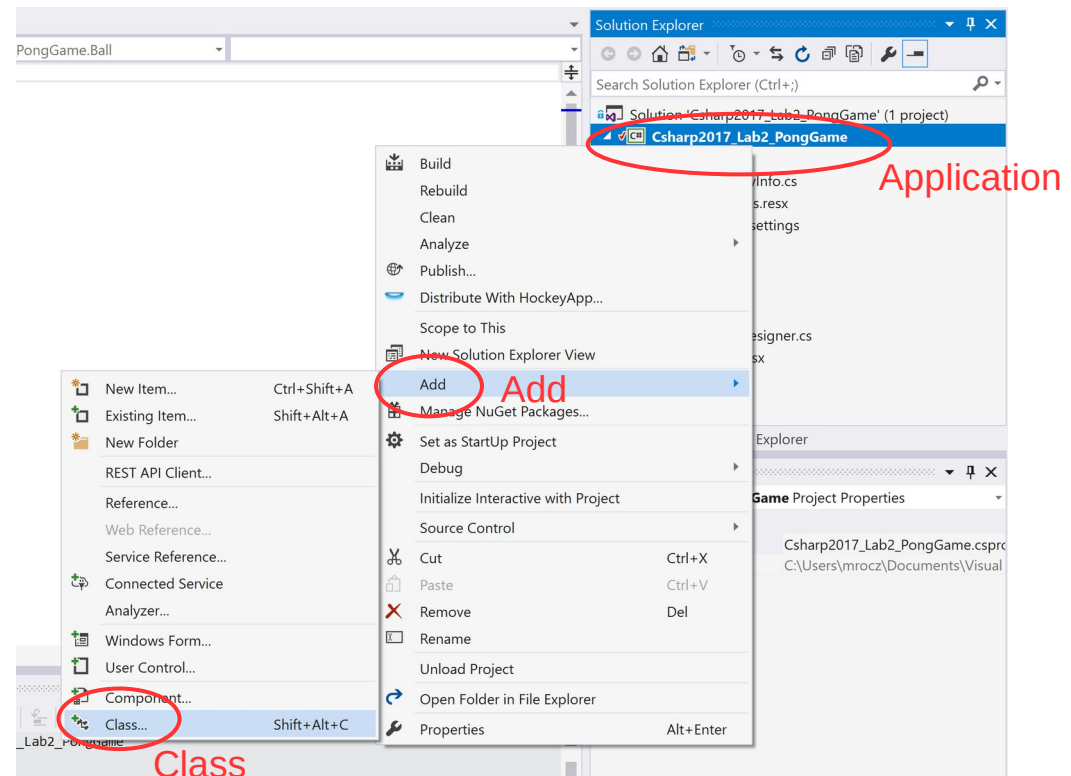 Solution Explorer
PongGame.Ball
Search Solution Explorer (Ctrl+;)
Solution 'Csharp2017_Lab2_PongGame' (1 project)
Csharp2017_Lab2_PongGame
Application
Info.cs
s.resx
settings
esigner.cs
sx
Build
Rebuild
Clean
Analyze
Publish...
Distribute With HockeyApp...
Scope to This
New Solution Explorer View
Add
Add
Manage NuGet Packages...
Set as StartUp Project
Debug
Initialize Interactive with Project
Source Control
Cut Ctrl+X
Paste Ctrl+V
Remove Del
Rename
Unload Project
Open Folder in File Explorer
Properties Alt+Enter
New Item... Ctrl+Shift+A
Existing Item... Shift+Alt+A
New Folder
REST API Client...
Reference...
Web Reference...
Service Reference...
Connected Service
Analyzer...
Windows Form...
User Control...
Component...
Class... Shift+Alt+C
Class
_Lab2_PongGame
Explorer
Game Project Properties
Csharp2017_Lab2_PongGame.cspro
C:\Users\mrocz\Documents\Visual